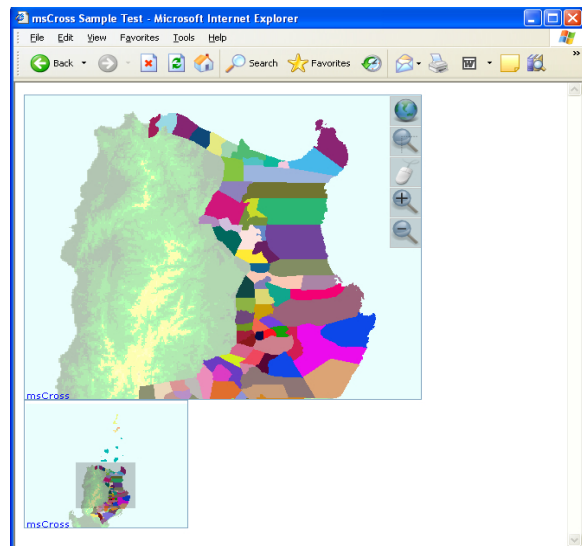 msCross Sample Test - Microsoft Internet Explorer
File Edit View Favorites Tools Help
Back Search Favorites
msCross
msCross